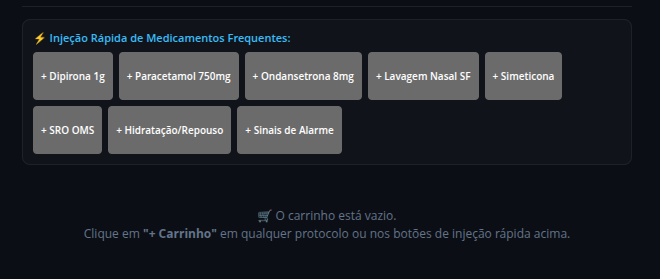 ⚡ Injeção Rápida de Medicamentos Frequentes:
+ Dipirona 1g + Paracetamol 750mg + Ondansetrona 8mg + Lavagem Nasal SF + Simeticona
+ SRO OMS + Hidratação/Repouso + Sinais de Alarme
🛒 O carrinho está vazio.
Clique em "+ Carrinho" em qualquer protocolo ou nos botões de injeção rápida acima.